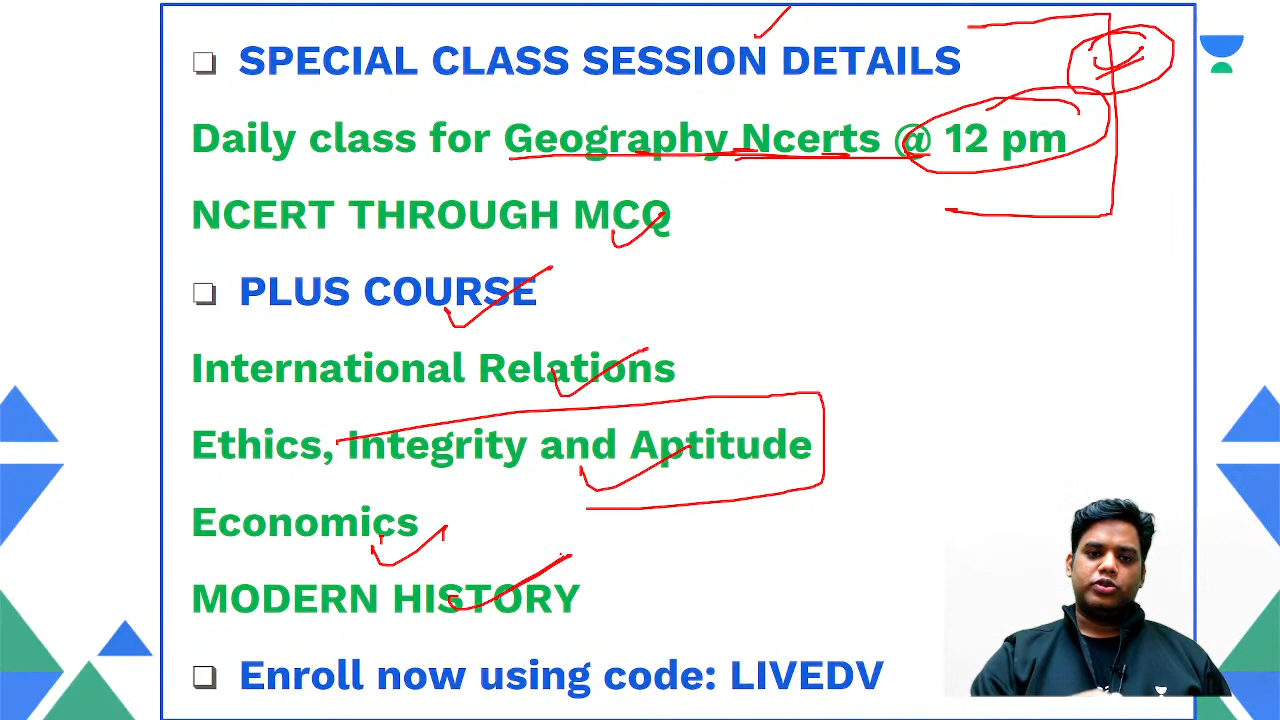 SPECIAL CLASS SESSION DETAILS
Daily class for Geography Ncerts @ 12 pm
NCERT THROUGH MCQ
PLUS COURSE
International Relations
Ethics, Integrity and Aptitude
Economics
MODERN HISTORY
Enroll now using code: LIVEDV